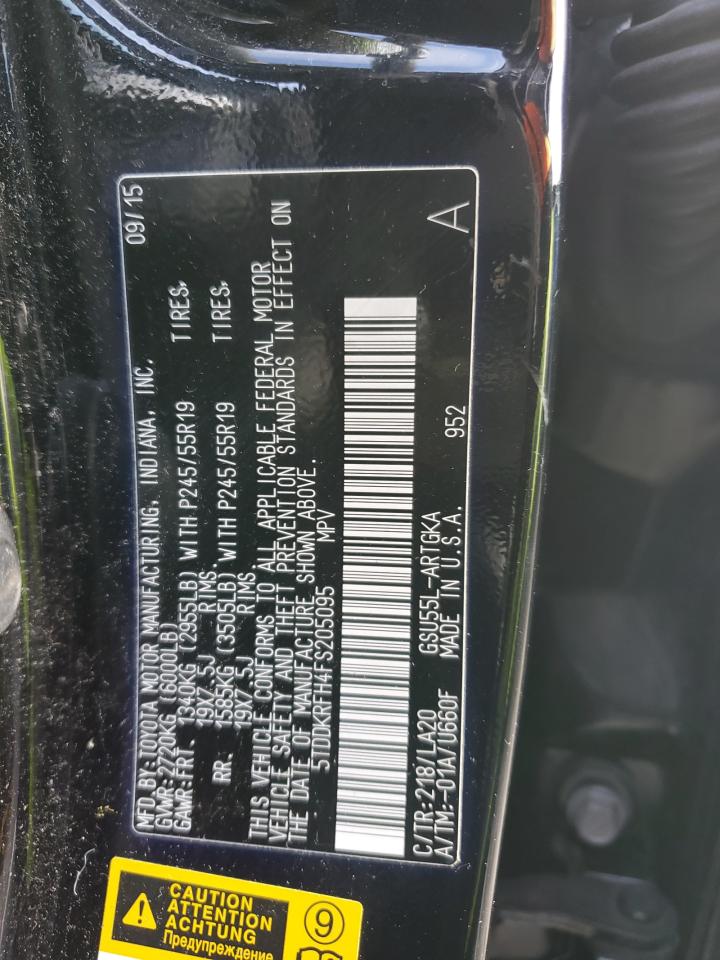 MFD.BY:TOYOTA MOTOR MANUFACTURING, INDIANA, INC. 09/15
GVWR:2720KG (6000LB)
GAWR:FRT. 1340KG (2955LB) WITH P245/55R19 TIRES,
19X7.5J RIMS
RR. 1585KG (3505LB) WITH P245/55R19 TIRES,
19X7.5J RIMS
THIS VEHICLE CONFORMS TO ALL APPLICABLE FEDERAL MOTOR
VEHICLE SAFETY AND THEFT PREVENTION STANDARDS IN EFFECT ON
THE DATE OF MANUFACTURE SHOWN ABOVE.
5TDDKRFH4FS205095 MPV
C/TR:218/LA20 GSU55L-ARTGKA
A/TM:-01A/U660F MADE IN U.S.A. 952 A
CAUTION
ATTENTION
ACHTUNG
Предупреждение
9